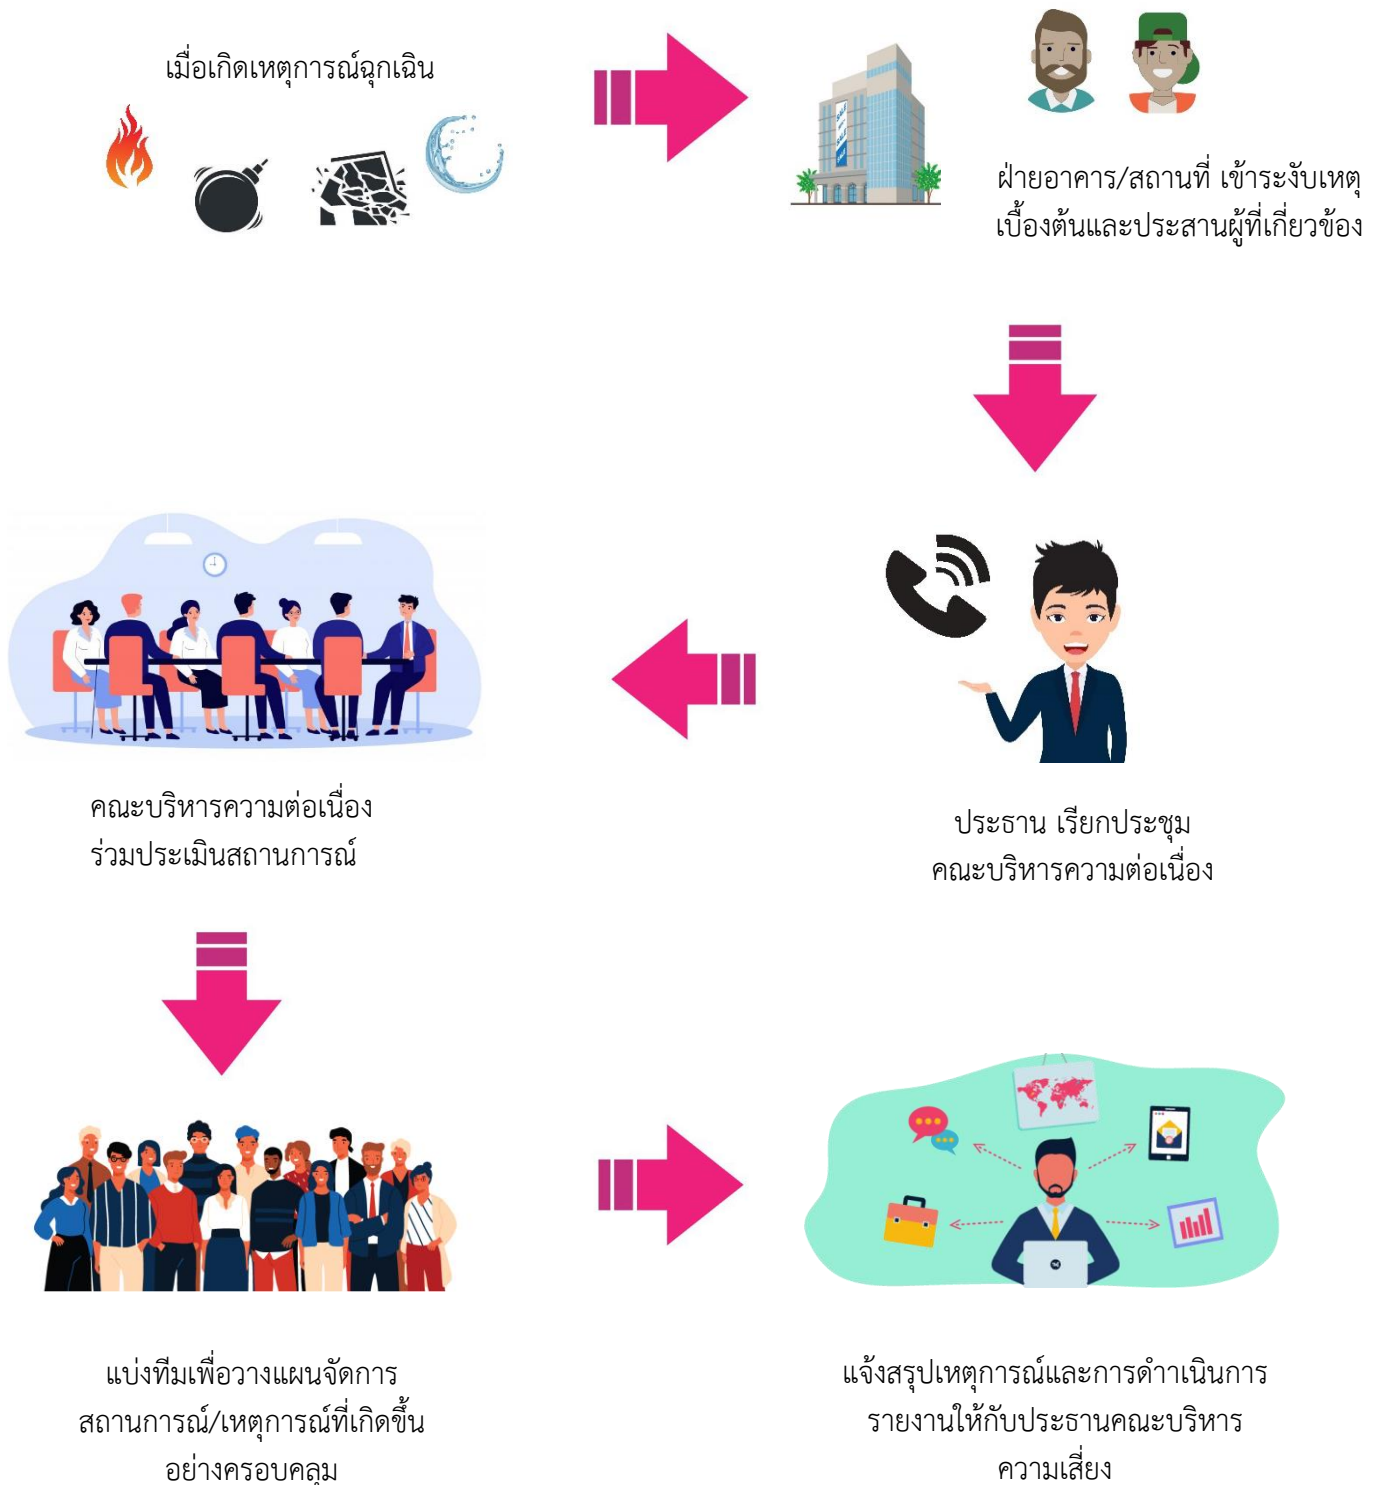 เมื่อเกิดเหตุการณ์ฉุกเฉิน
ฝ่ายอาคาร/สถานที่ เข้าระงับเหตุ
เบื้องต้นและประสานผู้ที่เกี่ยวข้อง
ประธาน เรียกประชุม
คณะบริหารความต่อเนื่อง
คณะบริหารความต่อเนื่อง
ร่วมประเมินสถานการณ์
แบ่งทีมเพื่อวางแผนจัดการ
สถานการณ์/เหตุการณ์ที่เกิดขึ้น
อย่างครอบคลุม
แจ้งสรุปเหตุการณ์และการดำาเนินการ
รายงานให้กับประธานคณะบริหาร
ความเสี่ยง